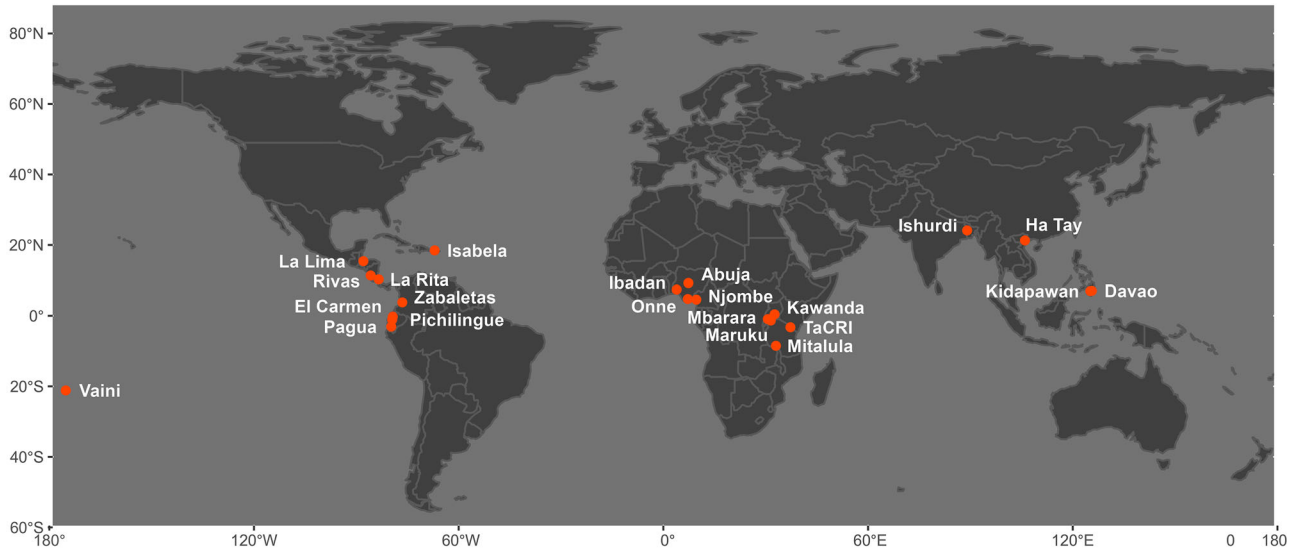 80°N
60°N
40°N
Ishurdi
Ha Tay
20°N
Isabela
La Lima
Rivas
La Rita
Ibadan
Abuja
Kidapawan
Davao
Zabaletas
Njombe
El Carmen
Onne
Kawanda
0°
Pichilingue
Mbarara
Pagua
TaCRI
Maruku
Mitalula
20°S
Vaini
40°S
60°S
180°
120°W
60°W
0°
60°E
120°E
0
180